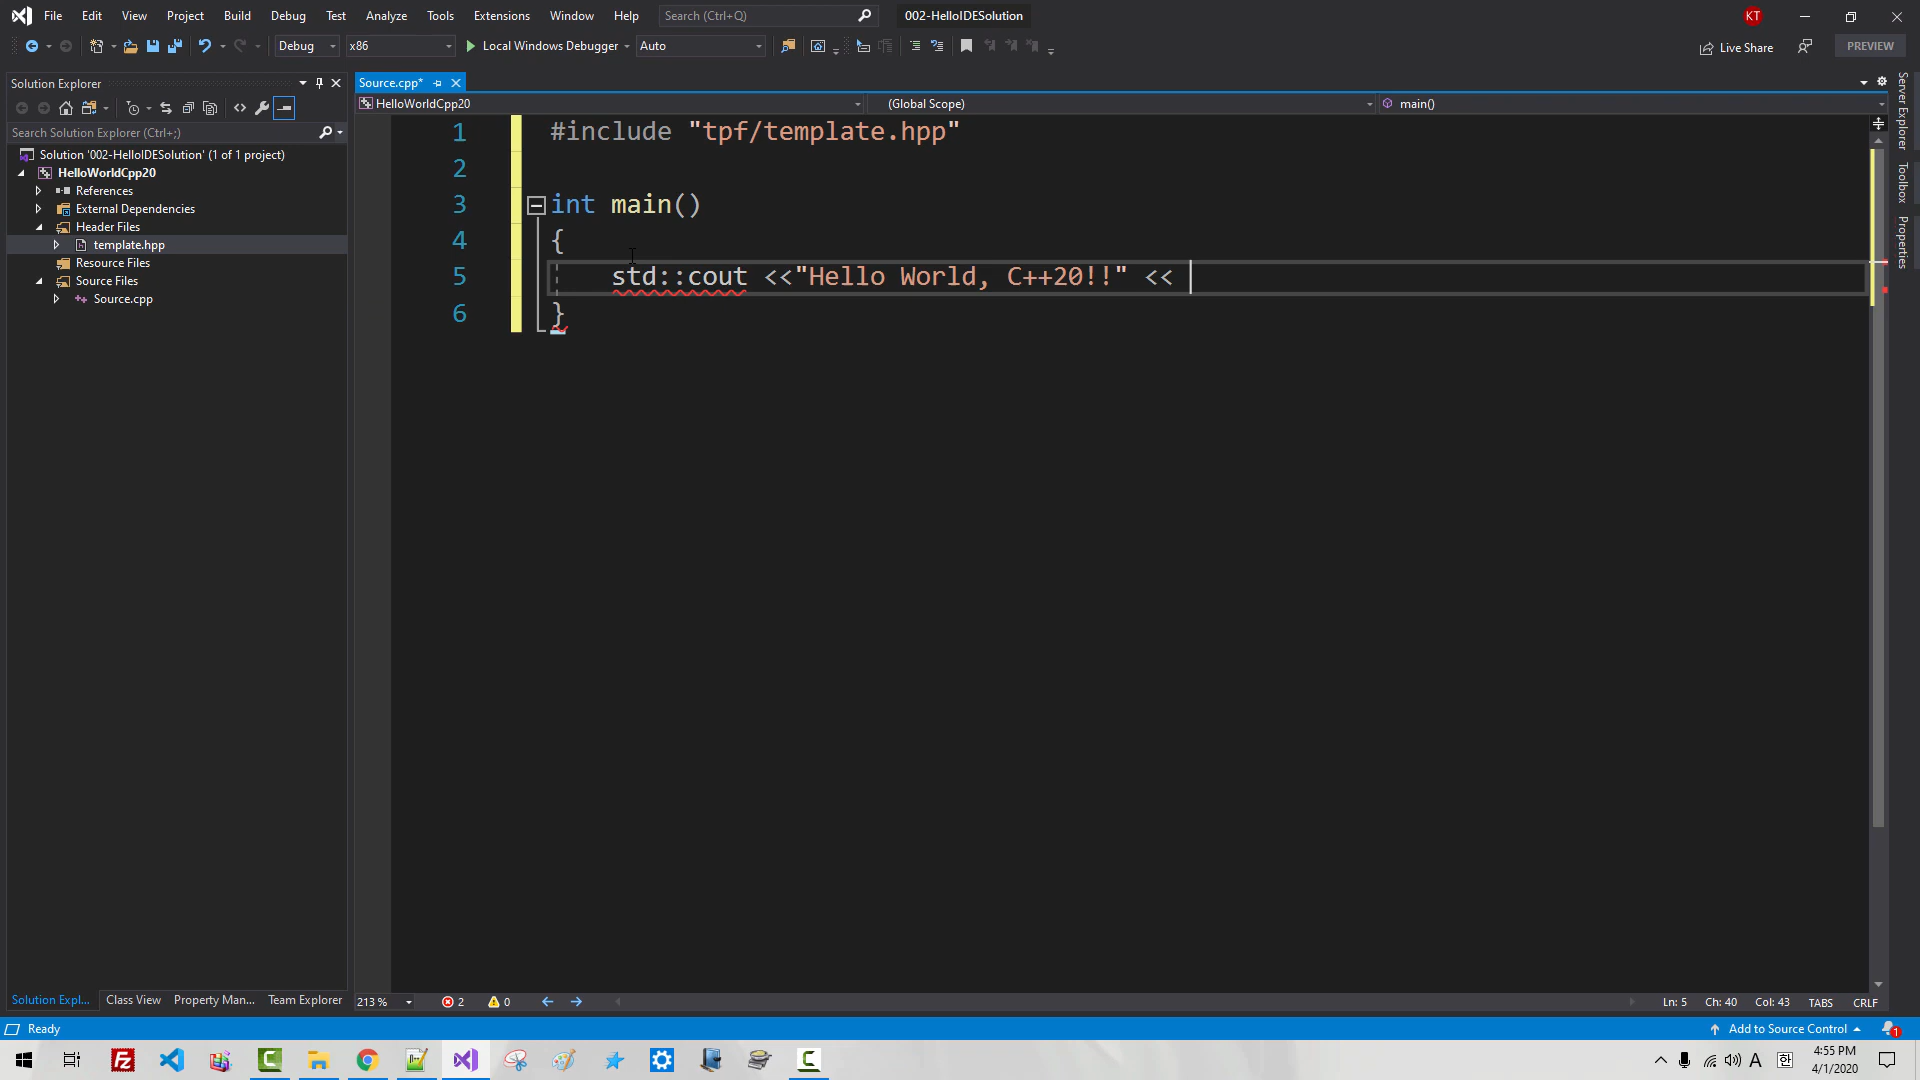 File Edit View Project Build Debug Test Analyze Tools Extensions Window Help Search (Ctrl+Q) 002-HelloIDESolution KT
Debug x86 Local Windows Debugger Auto Live Share PREVIEW
Solution Explorer
Search Solution Explorer (Ctrl+;)
Solution '002-HelloIDESolution' (1 of 1 project)
HelloWorldCpp20
References
External Dependencies
Header Files
template.hpp
Resource Files
Source Files
Source.cpp
Solution Expl... Class View Property Man... Team Explorer
Source.cpp*
HelloWorldCpp20 (Global Scope) main()
1 #include "tpf/template.hpp"
2
3 int main()
4 {
5 std::cout <<"Hello World, C++20!!" <<
6 }
213 % 2 0 Ln: 5 Ch: 40 Col: 43 TABS CRLF
Server Explorer
Toolbox
Properties
Ready Add to Source Control 1
A 한 4:55 PM
4/1/2020